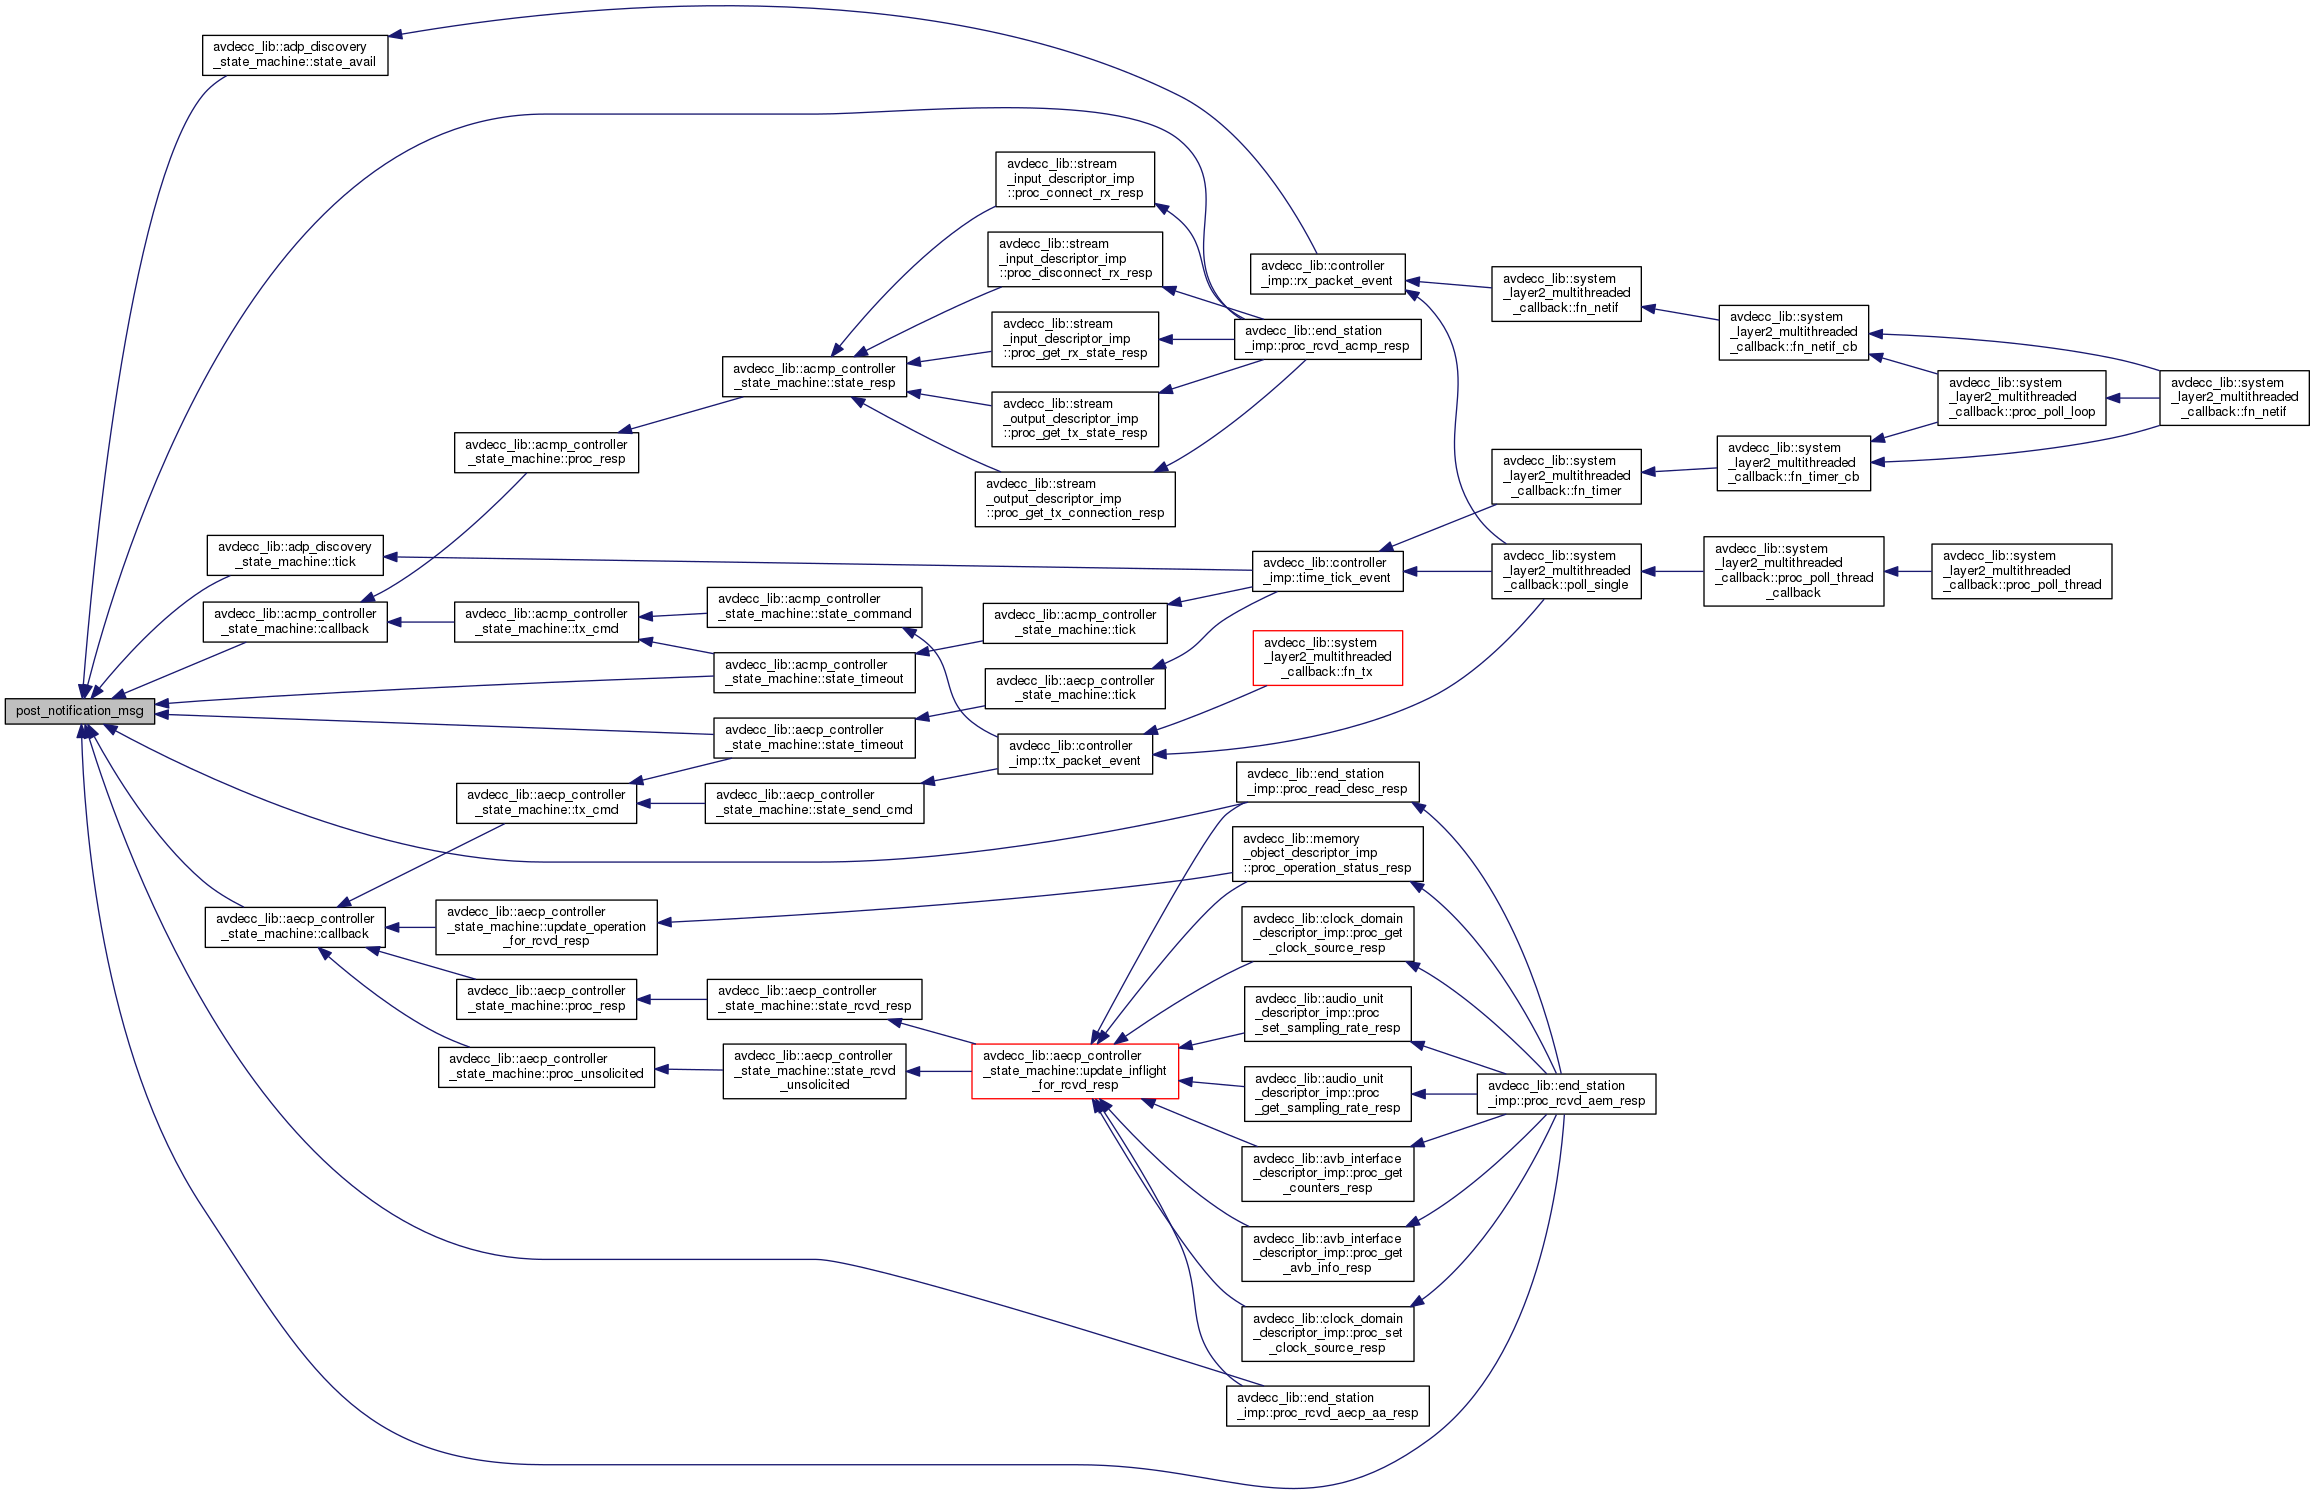 avdecc_lib::adp_discovery
_state_machine::state_avail
avdecc_lib::stream
_input_descriptor_imp
::proc_connect_rx_resp
avdecc_lib::stream
_input_descriptor_imp
::proc_disconnect_rx_resp
avdecc_lib::controller
_imp::rx_packet_event
avdecc_lib::system
_layer2_multithreaded
_callback::fn_netif
avdecc_lib::system
_layer2_multithreaded
_callback::fn_netif_cb
avdecc_lib::stream
_input_descriptor_imp
::proc_get_rx_state_resp
avdecc_lib::end_station
_imp::proc_rcvd_acmp_resp
avdecc_lib::acmp_controller
_state_machine::state_resp
avdecc_lib::system
_layer2_multithreaded
_callback::proc_poll_loop
avdecc_lib::system
_layer2_multithreaded
_callback::fn_netif
avdecc_lib::stream
_output_descriptor_imp
::proc_get_tx_state_resp
avdecc_lib::acmp_controller
_state_machine::proc_resp
avdecc_lib::system
_layer2_multithreaded
_callback::fn_timer
avdecc_lib::system
_layer2_multithreaded
_callback::fn_timer_cb
avdecc_lib::stream
_output_descriptor_imp
::proc_get_tx_connection_resp
avdecc_lib::adp_discovery
_state_machine::tick
avdecc_lib::controller
_imp::time_tick_event
avdecc_lib::system
_layer2_multithreaded
_callback::poll_single
avdecc_lib::system
_layer2_multithreaded
_callback::proc_poll_thread
_callback
avdecc_lib::system
_layer2_multithreaded
_callback::proc_poll_thread
avdecc_lib::acmp_controller
_state_machine::callback
avdecc_lib::acmp_controller
_state_machine::tx_cmd
avdecc_lib::acmp_controller
_state_machine::state_command
avdecc_lib::acmp_controller
_state_machine::tick
avdecc_lib::system
_layer2_multithreaded
_callback::fn_tx
avdecc_lib::acmp_controller
_state_machine::state_timeout
avdecc_lib::aecp_controller
_state_machine::tick
post_notification_msg
avdecc_lib::aecp_controller
_state_machine::state_timeout
avdecc_lib::controller
_imp::tx_packet_event
avdecc_lib::end_station
_imp::proc_read_desc_resp
avdecc_lib::aecp_controller
_state_machine::tx_cmd
avdecc_lib::aecp_controller
_state_machine::state_send_cmd
avdecc_lib::memory
_object_descriptor_imp
::proc_operation_status_resp
avdecc_lib::aecp_controller
_state_machine::callback
avdecc_lib::aecp_controller
_state_machine::update_operation
_for_rcvd_resp
avdecc_lib::clock_domain
_descriptor_imp::proc_get
_clock_source_resp
avdecc_lib::aecp_controller
_state_machine::proc_resp
avdecc_lib::aecp_controller
_state_machine::state_rcvd_resp
avdecc_lib::audio_unit
_descriptor_imp::proc
_set_sampling_rate_resp
avdecc_lib::aecp_controller
_state_machine::proc_unsolicited
avdecc_lib::aecp_controller
_state_machine::state_rcvd
_unsolicited
avdecc_lib::aecp_controller
_state_machine::update_inflight
_for_rcvd_resp
avdecc_lib::audio_unit
_descriptor_imp::proc
_get_sampling_rate_resp
avdecc_lib::end_station
_imp::proc_rcvd_aem_resp
avdecc_lib::avb_interface
_descriptor_imp::proc_get
_counters_resp
avdecc_lib::avb_interface
_descriptor_imp::proc_get
_avb_info_resp
avdecc_lib::clock_domain
_descriptor_imp::proc_set
_clock_source_resp
avdecc_lib::end_station
_imp::proc_rcvd_aecp_aa_resp